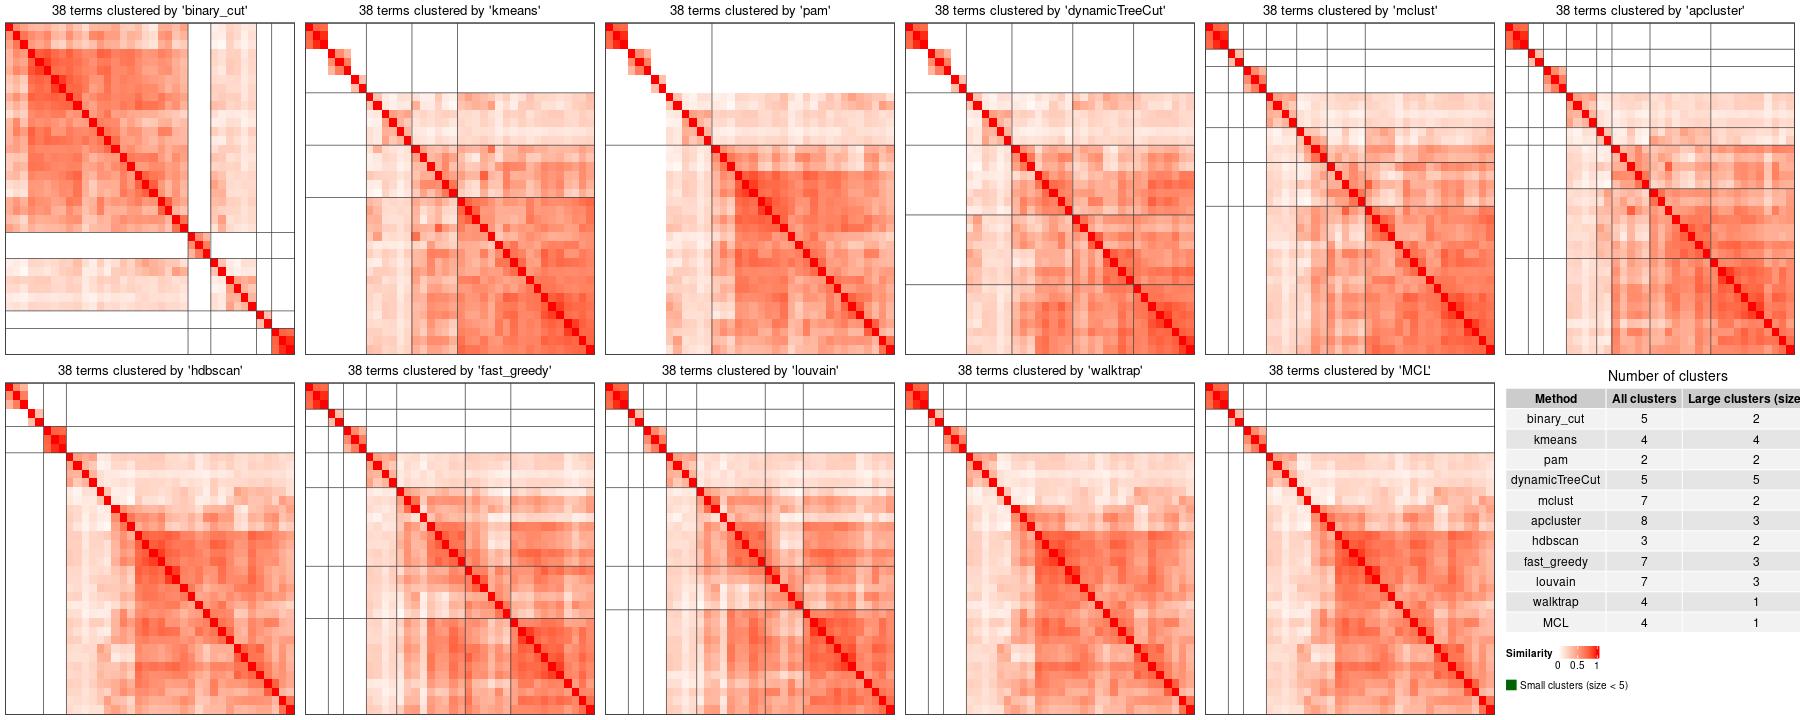 38 terms clustered by 'binary_cut'
38 terms clustered by 'kmeans'
38 terms clustered by 'pam'
38 terms clustered by 'dynamicTreeCut'
38 terms clustered by 'mclust'
38 terms clustered by 'apcluster'
38 terms clustered by 'hdbscan'
38 terms clustered by 'fast_greedy'
38 terms clustered by 'louvain'
38 terms clustered by 'walktrap'
38 terms clustered by 'MCL'
Number of clusters
Method All clusters Large clusters (size
binary_cut 5 2
kmeans 4 4
pam 2 2
dynamicTreeCut 5 5
mclust 7 2
apcluster 8 3
hdbscan 3 2
fast_greedy 7 3
louvain 7 3
walktrap 4 1
MCL 4 1
Similarity
0 0.5 1
Small clusters (size < 5)